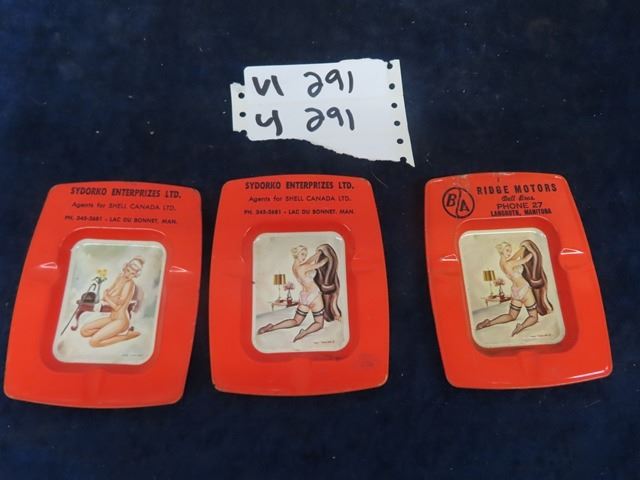 VI 291
4 291
SYDORKO ENTERPRIZES LTD.
Agents for SHELL CANADA LTD.
PH. 345-2681 - LAC DU BONNET, MAN.
SYDORKO ENTERPRIZES LTD.
Agents for SHELL CANADA LTD.
PH. 345-2681 - LAC DU BONNET, MAN.
B/A
RIDGE MOTORS
Bell Bros.
PHONE 27
LANGRUTH, MANITOBA